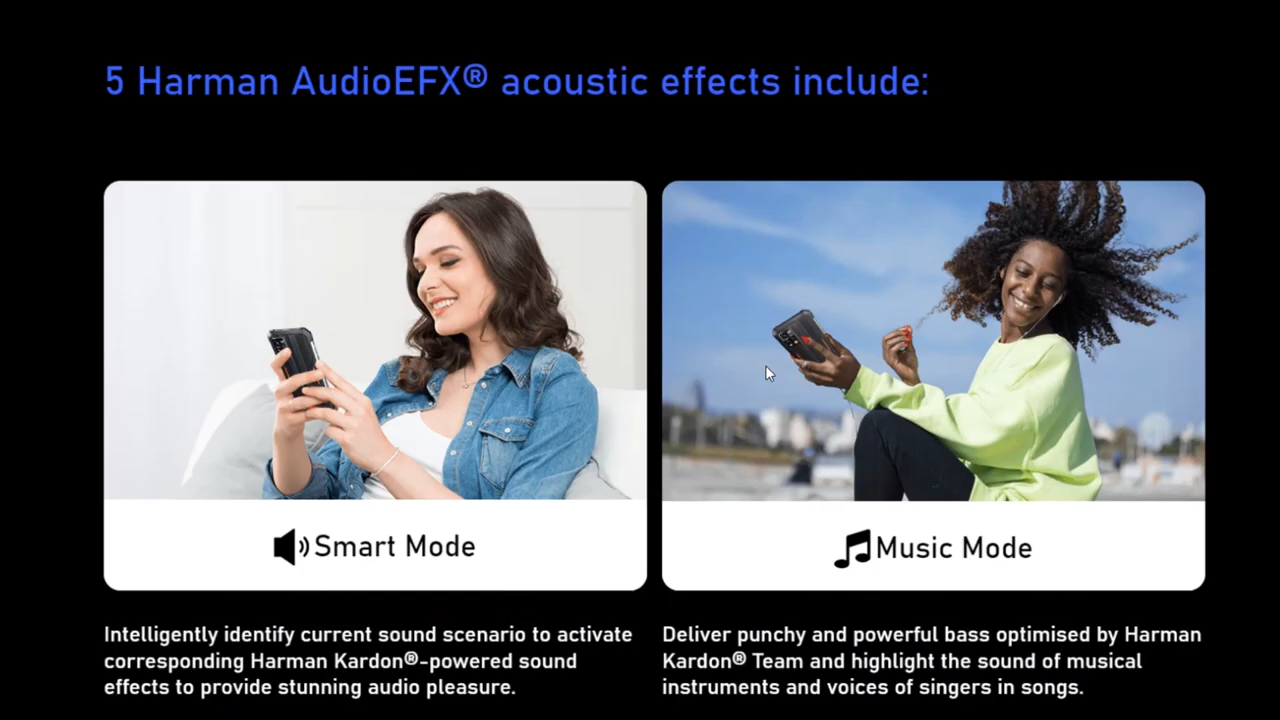 5 Harman AudioEFX® acoustic effects include:
Smart Mode
Intelligently identify current sound scenario to activate
corresponding Harman Kardon®-powered sound
effects to provide stunning audio pleasure.
Music Mode
Deliver punchy and powerful bass optimised by Harman
Kardon® Team and highlight the sound of musical
instruments and voices of singers in songs.